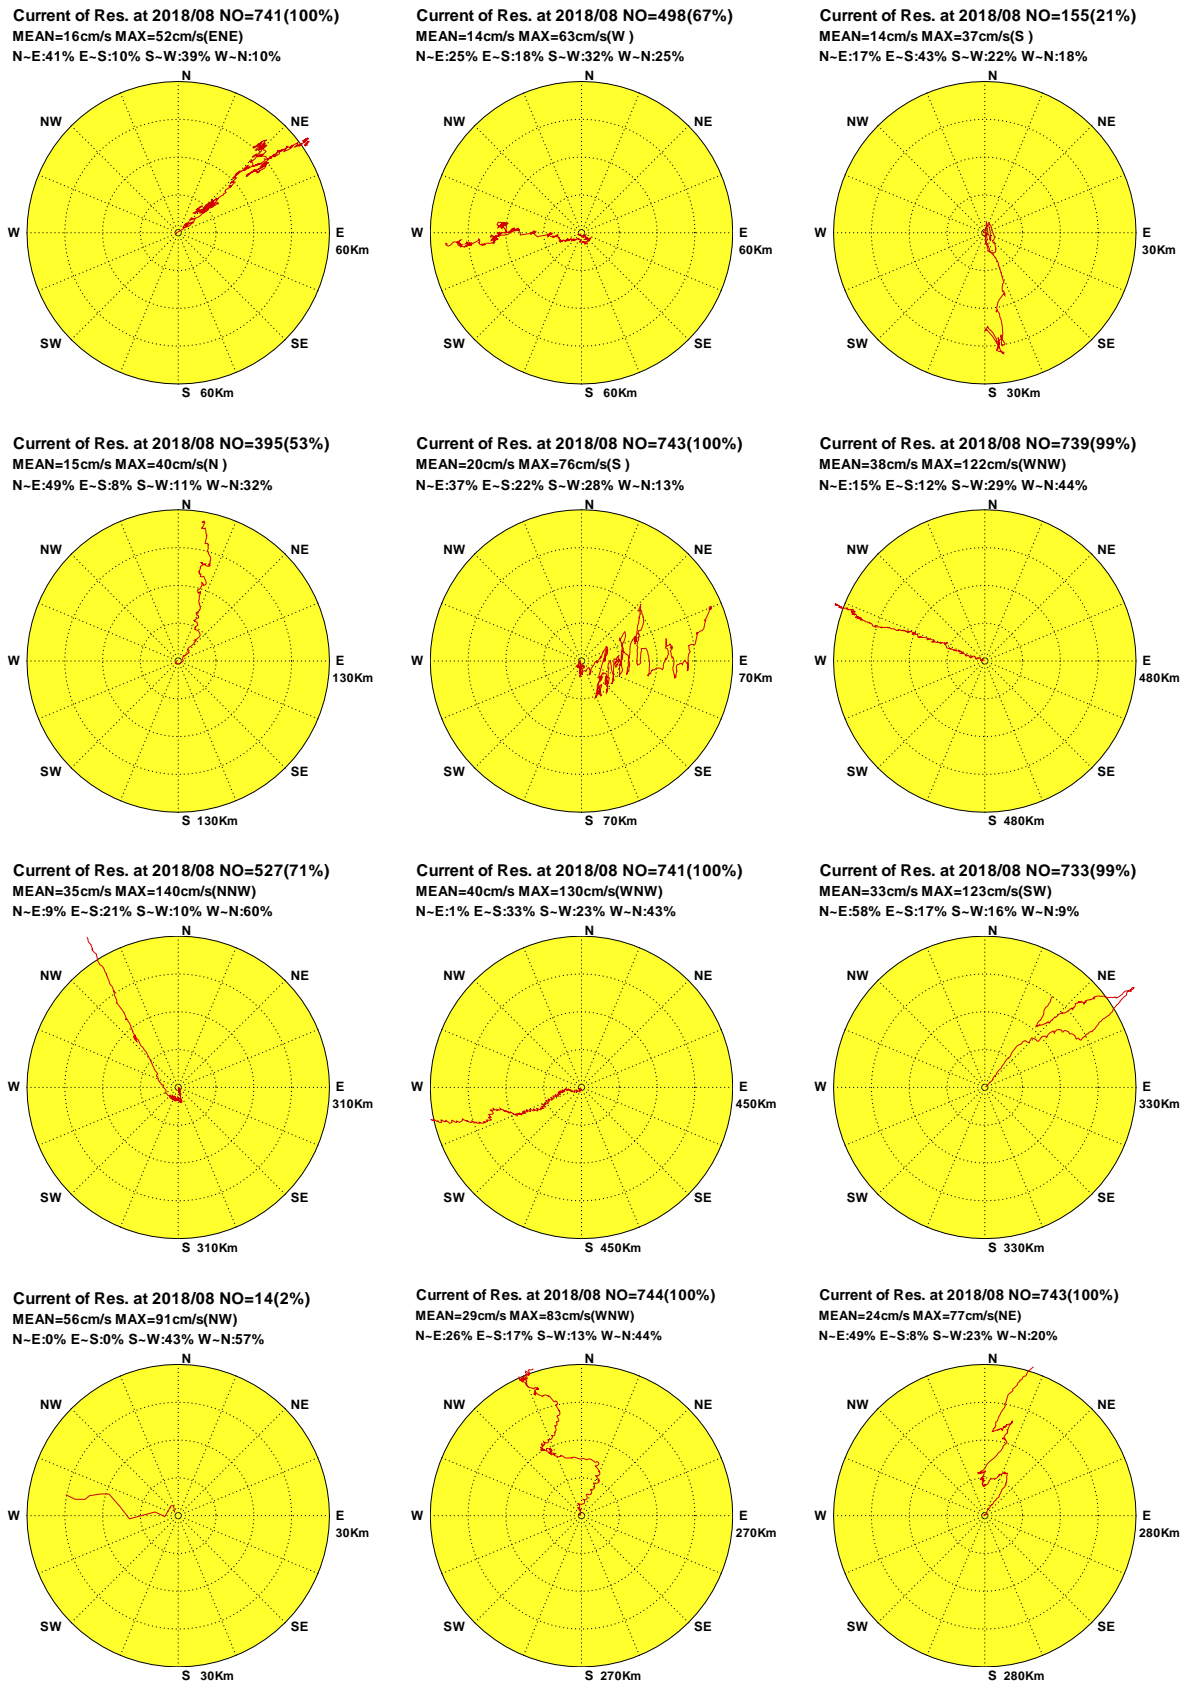 Current of Res. at 2018/08 NO=741(100%)
MEAN=16cm/s MAX=52cm/s(ENE)
N~E:41% E~S:10% S~W:39% W~N:10%
N
NW
NE
W
E
60Km
SW
SE
S 60Km
Current of Res. at 2018/08 NO=498(67%)
MEAN=14cm/s MAX=63cm/s(W )
N~E:25% E~S:18% S~W:32% W~N:25%
N
NW
NE
W
E
60Km
SW
SE
S 60Km
Current of Res. at 2018/08 NO=155(21%)
MEAN=14cm/s MAX=37cm/s(S )
N~E:17% E~S:43% S~W:22% W~N:18%
N
NW
NE
W
E
30Km
SW
SE
S 30Km
Current of Res. at 2018/08 NO=395(53%)
MEAN=15cm/s MAX=40cm/s(N )
N~E:49% E~S:8% S~W:11% W~N:32%
N
NW
NE
W
E
130Km
SW
SE
S 130Km
Current of Res. at 2018/08 NO=743(100%)
MEAN=20cm/s MAX=76cm/s(S )
N~E:37% E~S:22% S~W:28% W~N:13%
N
NW
NE
W
E
70Km
SW
SE
S 70Km
Current of Res. at 2018/08 NO=739(99%)
MEAN=38cm/s MAX=122cm/s(WNW)
N~E:15% E~S:12% S~W:29% W~N:44%
N
NW
NE
W
E
480Km
SW
SE
S 480Km
Current of Res. at 2018/08 NO=527(71%)
MEAN=35cm/s MAX=140cm/s(NNW)
N~E:9% E~S:21% S~W:10% W~N:60%
N
NW
NE
W
E
310Km
SW
SE
S 310Km
Current of Res. at 2018/08 NO=741(100%)
MEAN=40cm/s MAX=130cm/s(WNW)
N~E:1% E~S:33% S~W:23% W~N:43%
N
NW
NE
W
E
450Km
SW
SE
S 450Km
Current of Res. at 2018/08 NO=733(99%)
MEAN=33cm/s MAX=123cm/s(SW)
N~E:58% E~S:17% S~W:16% W~N:9%
N
NW
NE
W
E
330Km
SW
SE
S 330Km
Current of Res. at 2018/08 NO=14(2%)
MEAN=56cm/s MAX=91cm/s(NW)
N~E:0% E~S:0% S~W:43% W~N:57%
N
NW
NE
W
E
30Km
SW
SE
S 30Km
Current of Res. at 2018/08 NO=744(100%)
MEAN=29cm/s MAX=83cm/s(WNW)
N~E:26% E~S:17% S~W:13% W~N:44%
N
NW
NE
W
E
270Km
SW
SE
S 270Km
Current of Res. at 2018/08 NO=743(100%)
MEAN=24cm/s MAX=77cm/s(NE)
N~E:49% E~S:8% S~W:23% W~N:20%
N
NW
NE
W
E
280Km
SW
SE
S 280Km